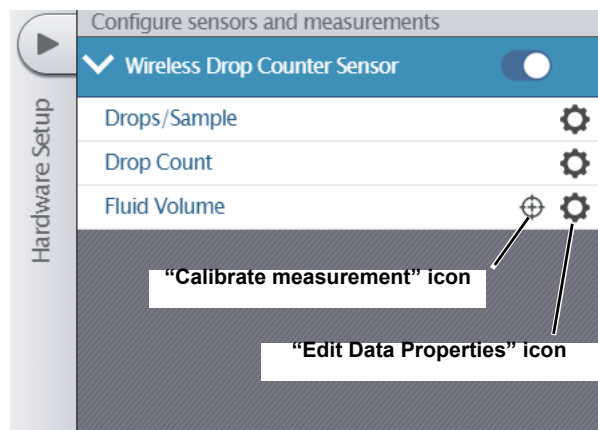 Configure sensors and measurements
Wireless Drop Counter Sensor
Hardware Setup
Drops/Sample
Drop Count
Fluid Volume
“Calibrate measurement” icon
“Edit Data Properties” icon